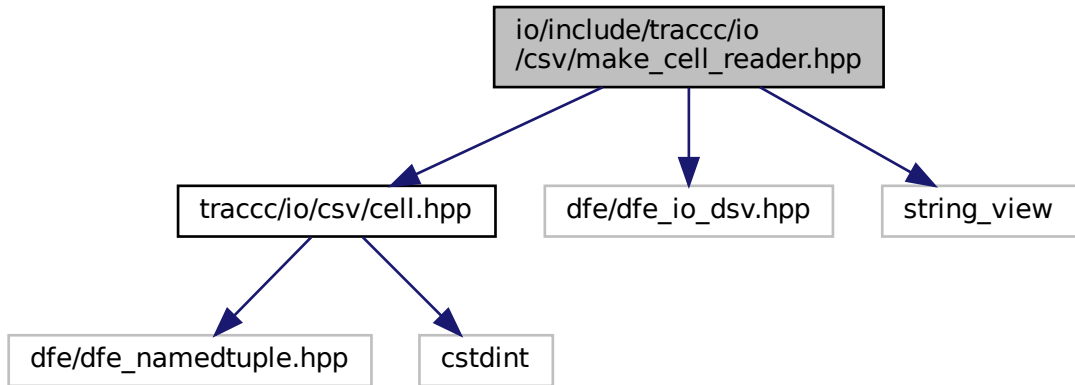 io/include/traccc/io
/csv/make_cell_reader.hpp
traccc/io/csv/cell.hpp
dfe/dfe_io_dsv.hpp
string_view
dfe/dfe_namedtuple.hpp
cstdint